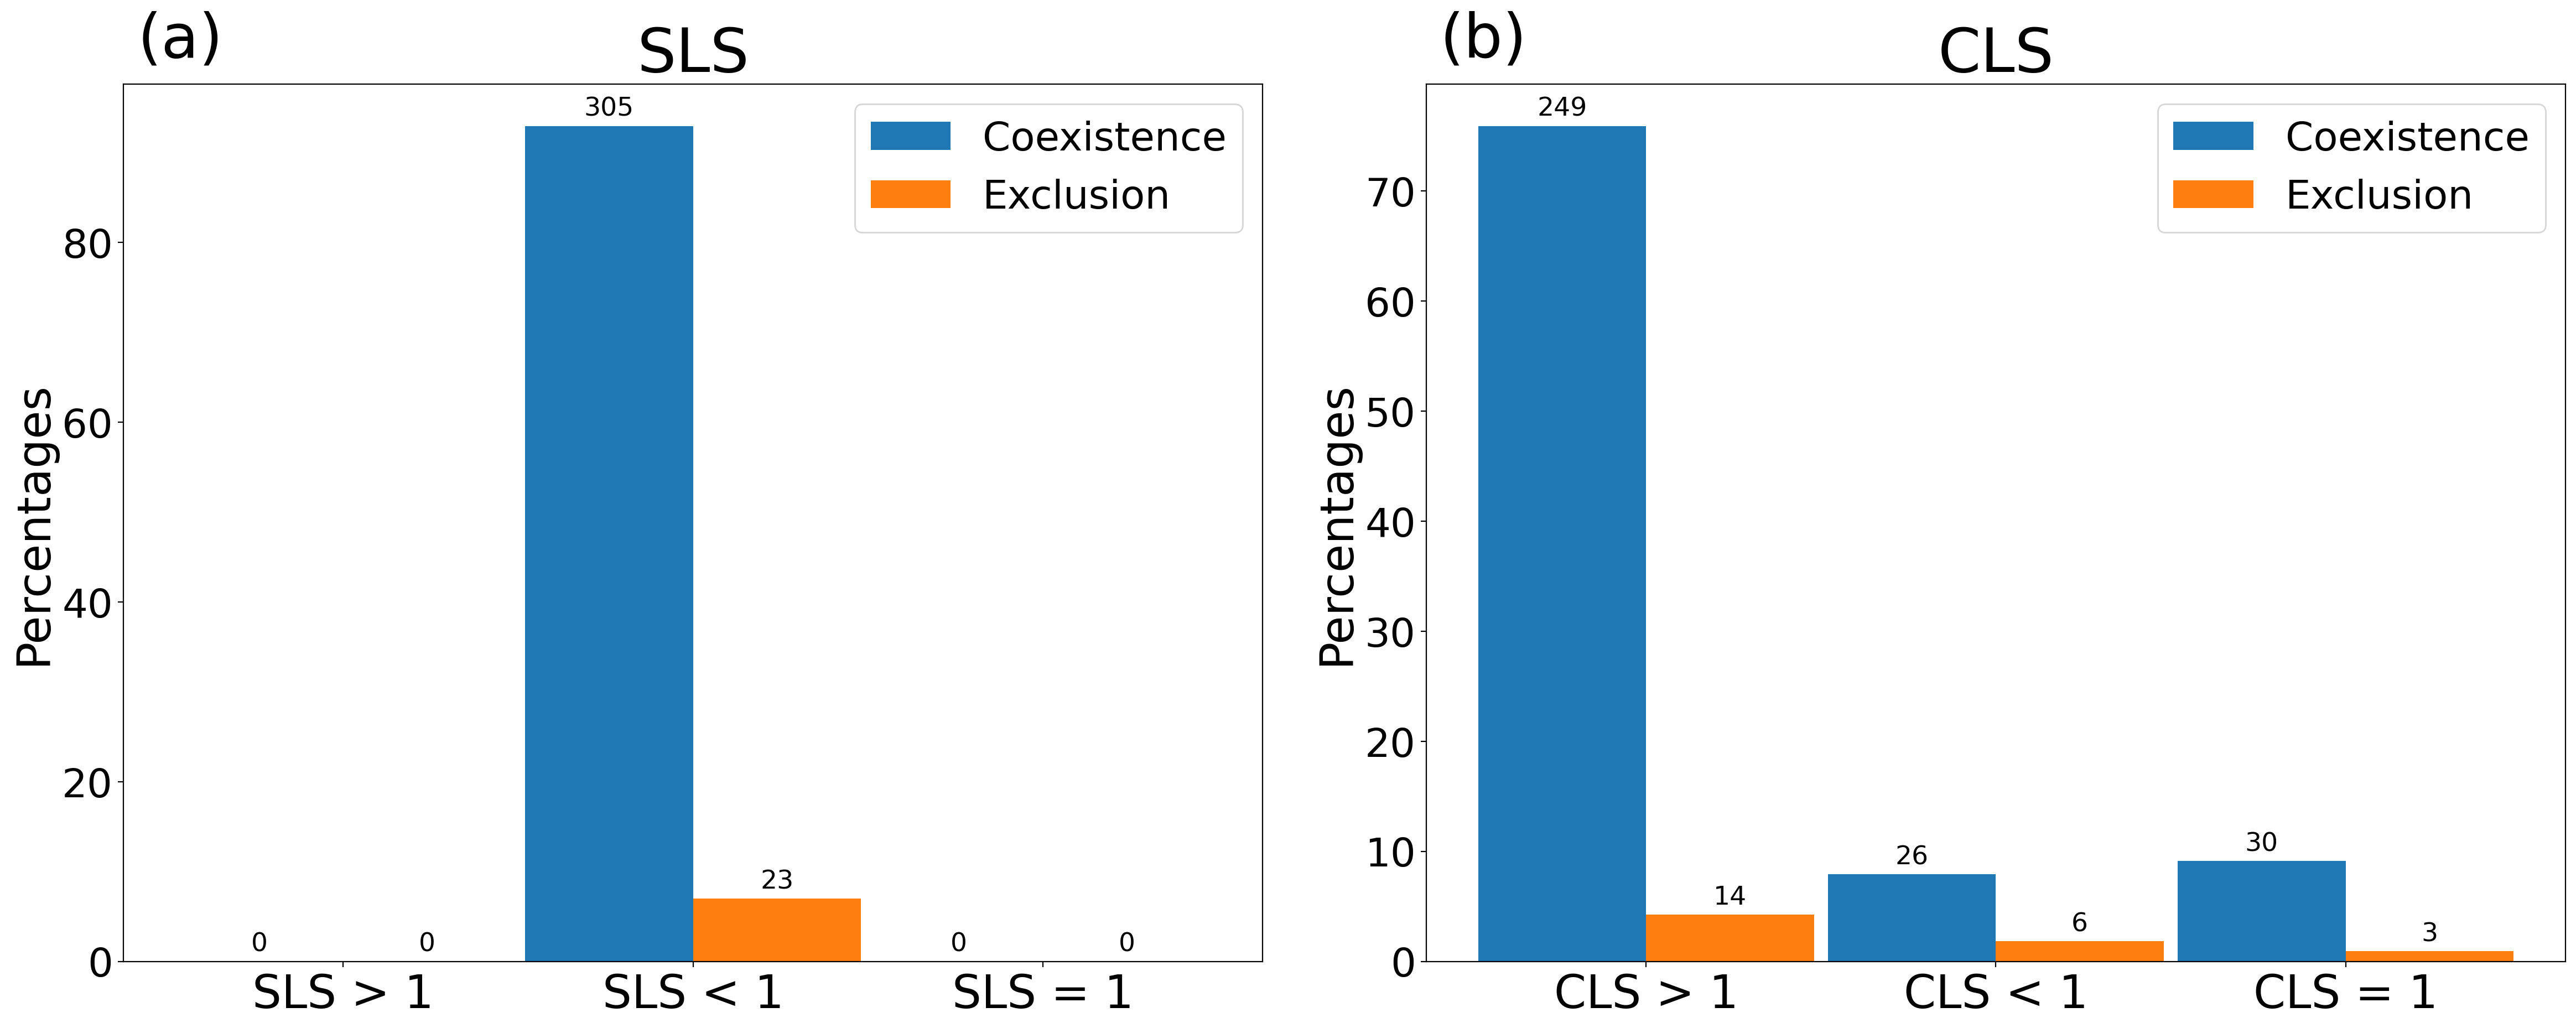 (a)
SLS
305
Coexistence
Exclusion
80
60
40
20
0
Percentages
23
0
0
0
0
SLS > 1
SLS < 1
SLS = 1
(b)
CLS
249
Coexistence
Exclusion
70
60
50
40
30
20
10
0
Percentages
14
26
6
30
3
CLS > 1
CLS < 1
CLS = 1